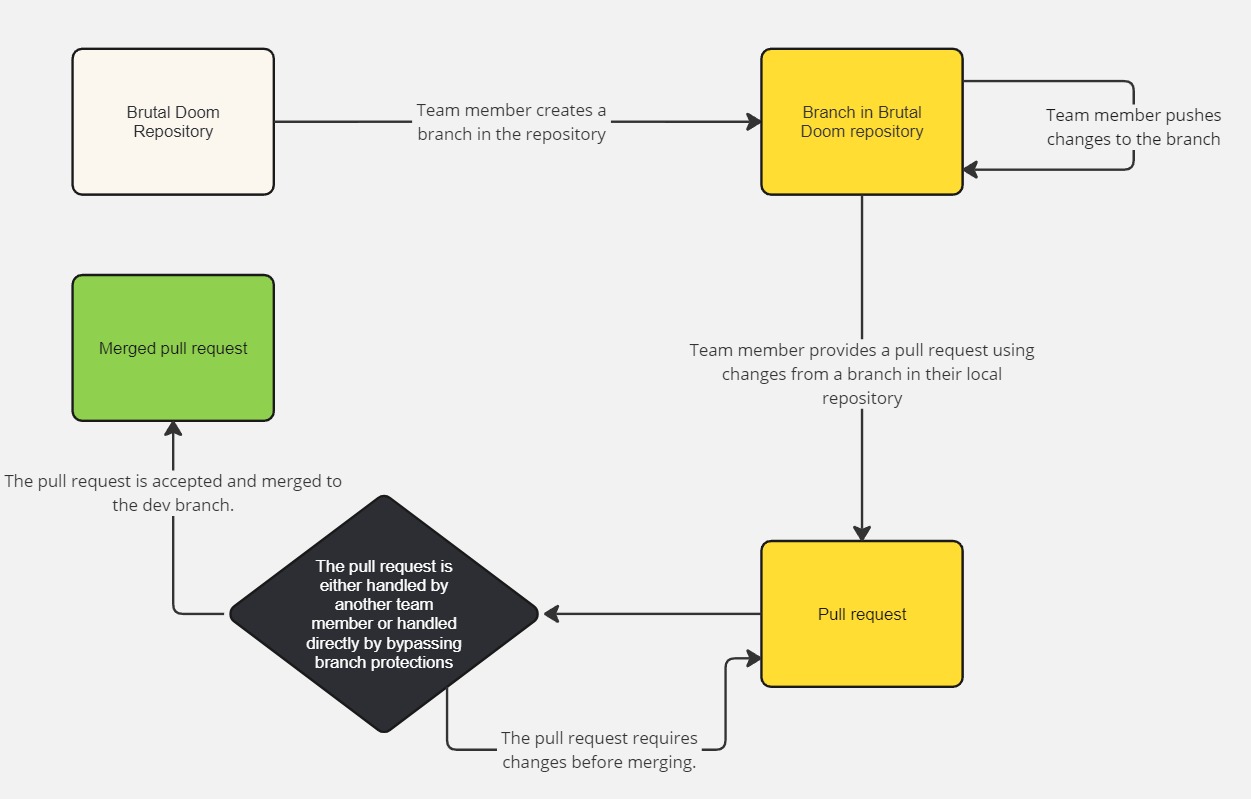 Brutal Doom
Repository
Team member creates a
branch in the repository
Branch in Brutal
Doom repository
Team member pushes
changes to the branch
Merged pull request
Team member provides a pull request using
changes from a branch in their local
repository
The pull request is accepted and merged to
the dev branch.
The pull request is
either handled by
another team
member or handled
directly by bypassing
branch protections
Pull request
The pull request requires
changes before merging.